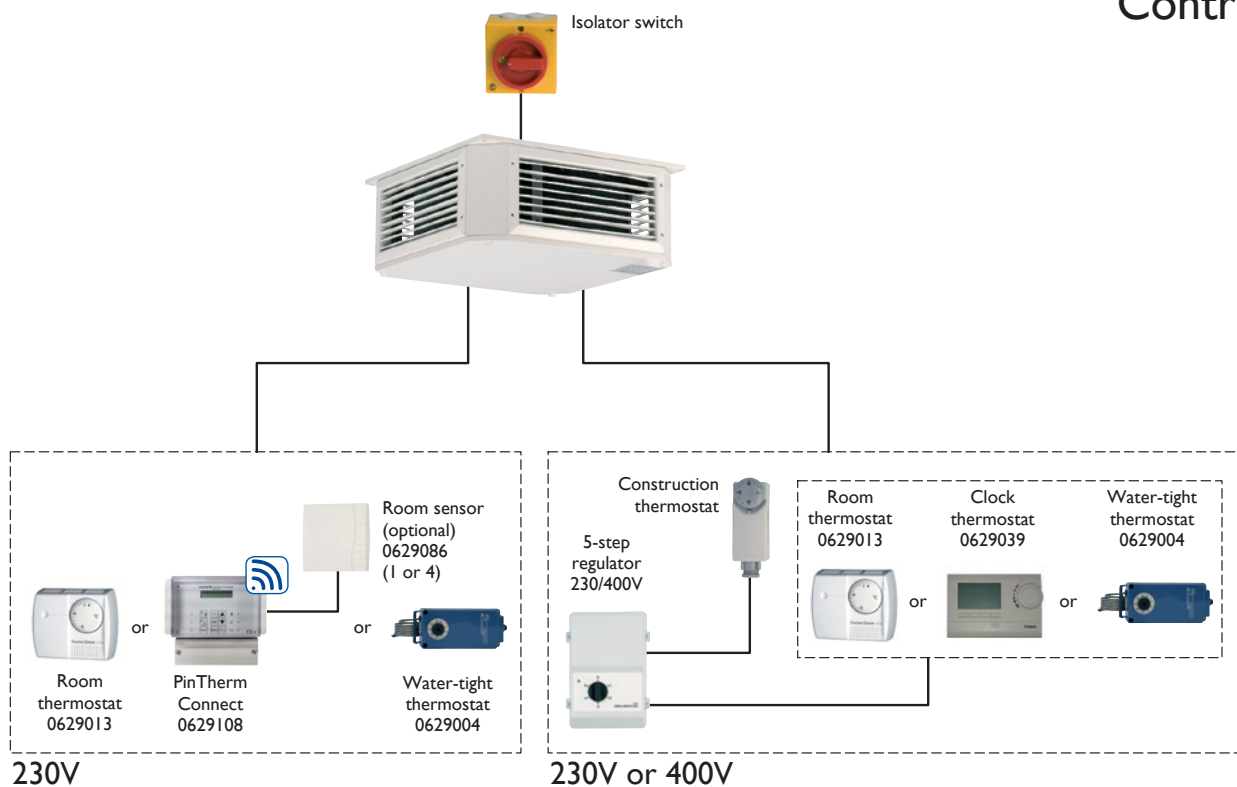 Contr
Isolator switch
Room sensor
(optional)
0629086
(1 or 4)
or
or
Room
thermostat
0629013
PinTherm
Connect
0629108
Water-tight
thermostat
0629004
230V
Construction
thermostat
5-step
regulator
230/400V
Room
thermostat
0629013
Clock
thermostat
0629039
Water-tight
thermostat
0629004
or
or
230V or 400V